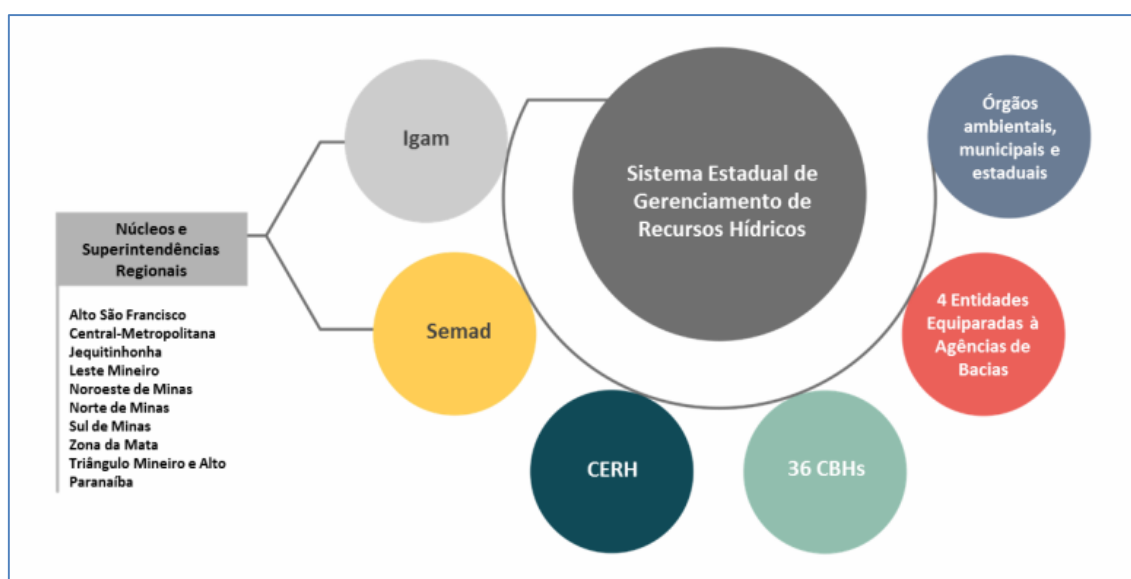 Igam
Núcleos e
Superintendências
Regionais
Alto São Francisco
Central-Metropolitana
Jequitinhonha
Leste Mineiro
Noroeste de Minas
Norte de Minas
Sul de Minas
Zona da Mata
Triângulo Mineiro e Alto
Paranaíba
Semad
Sistema Estadual de
Gerenciamento de
Recursos Hídricos
CERH
36 CBHs
4 Entidades
Equiparadas à
Agências de
Bacias
Órgãos
ambientais,
municipais e
estaduais